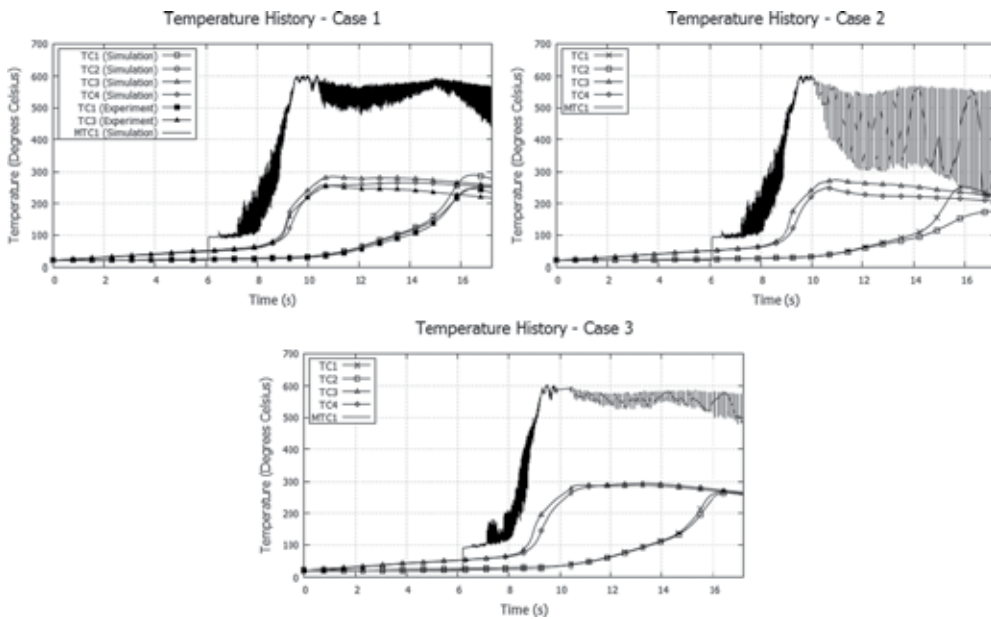 Temperature History - Case 1
Temperature (Degrees Celsius)
700
600
500
400
300
200
100
0
TC1 (Simulation)
TC2 (Simulation)
TC3 (Simulation)
TC4 (Simulation)
TC1 (Experiment)
TC3 (Experiment)
MTC1 (Simulation)
0 2 4 6 8 10 12 14 16
Time (s)
Temperature History - Case 2
Temperature (Degrees Celsius)
700
600
500
400
300
200
100
0
TC1
TC2
TC3
TC4
MTC1
0 2 4 6 8 10 12 14 16
Time (s)
Temperature History - Case 3
Temperature (Degrees Celsius)
700
600
500
400
300
200
100
0
TC1
TC2
TC3
TC4
MTC1
0 2 4 6 8 10 12 14 16
Time (s)